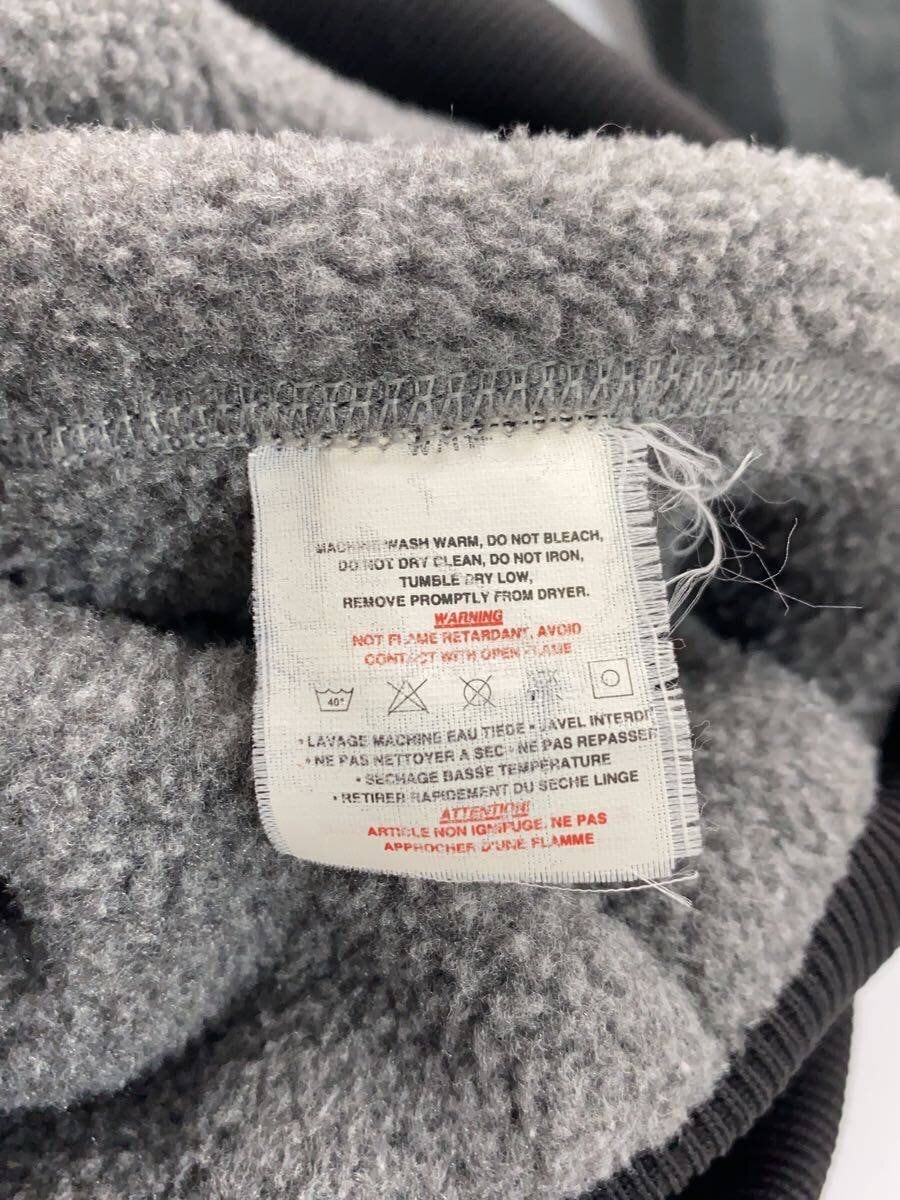 MACHINE WASH WARM, DO NOT BLEACH,
DO NOT DRY CLEAN, DO NOT IRON,
TUMBLE DRY LOW,
REMOVE PROMPTLY FROM DRYER.
WARNING
NOT FLAME RETARDANT, AVOID
CONTACT WITH OPEN FLAME
40°
• LAVAGE MACHINE EAU TIEDE • JAVEL INTERDI
• NE PAS NETTOYER A SEC • NE PAS REPASSER
• SECHAGE BASSE TEMPÉRATURE
• RETIRER RAPIDEMENT DU SECHE LINGE
ATTENTION!
ARTICLE NON IGNIFUGE, NE PAS
APPROCHER D'UNE FLAMME